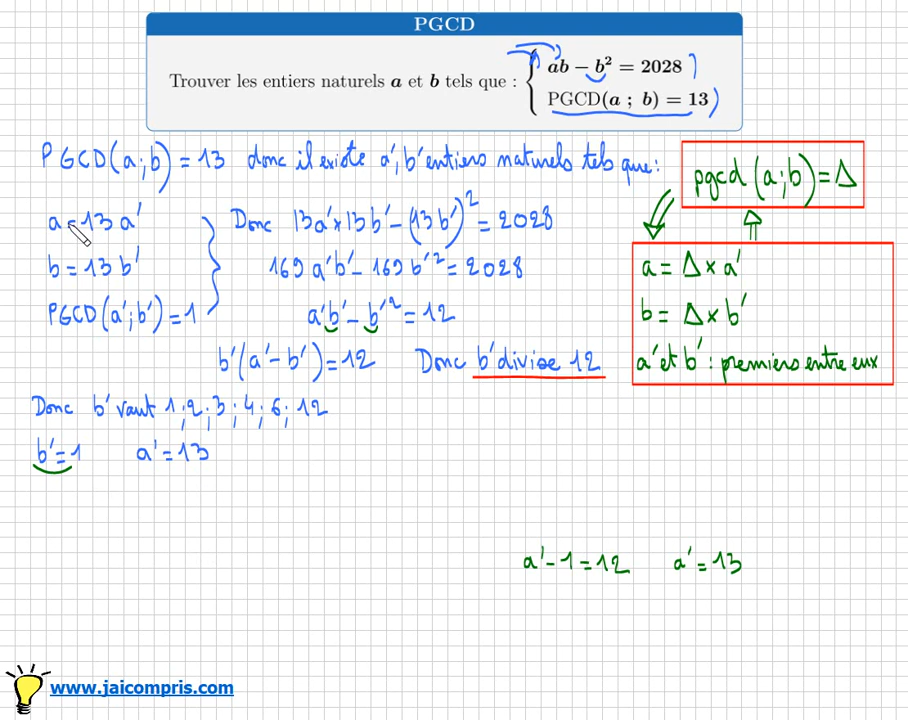 PGCD
Trouver les entiers naturels a et b tels que : { ab − b² = 2028
PGCD(a ; b) = 13
PGCD(a;b) = 13 donc il existe a', b' entiers naturels tels que:
pgcd(a;b) = Δ
a = 13 a'
b = 13 b'
PGCD(a';b') = 1
Donc 13a' × 13b' − (13b')² = 2028
169 a'b' − 169 b'² = 2028
a'b' − b'² = 12
b'(a' − b') = 12 Donc b' divise 12
a = Δ × a'
b = Δ × b'
a' et b' : premiers entre eux
Donc b' vaut 1 ; 2 ; 3 ; 4 ; 6 ; 12
b' = 1 a' = 13
a' − 1 = 12 a' = 13
www.jaicompris.com